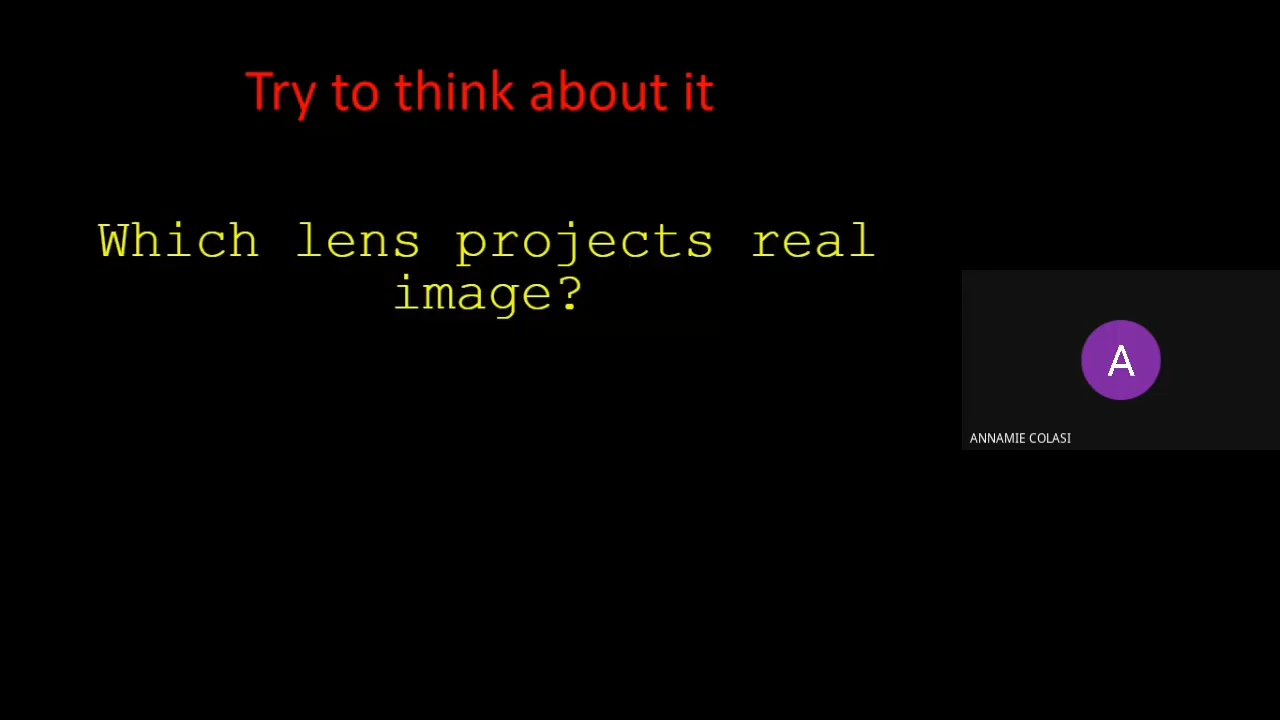 Try to think about it
Which lens projects real
image?
A
ANNAMIE COLASI